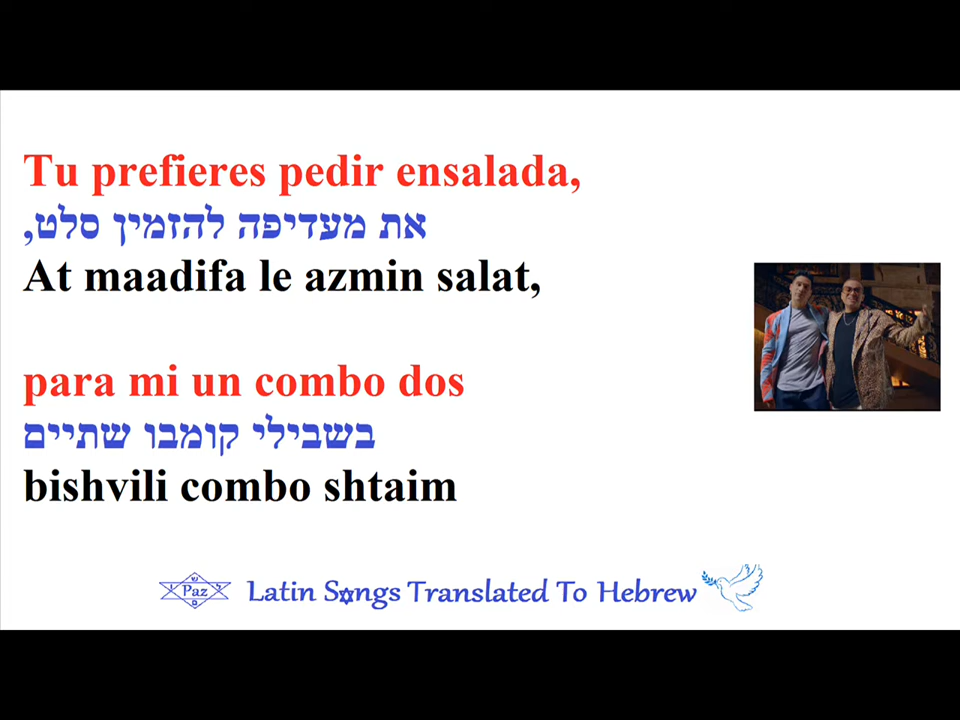 Tu prefieres pedir ensalada,
את מעדיפה להזמין סלט,
At maadifa le azmin salat,
para mi un combo dos
בשבילי קומבו שתיים
bishvili combo shtaim
Paz
Latin Songs Translated To Hebrew